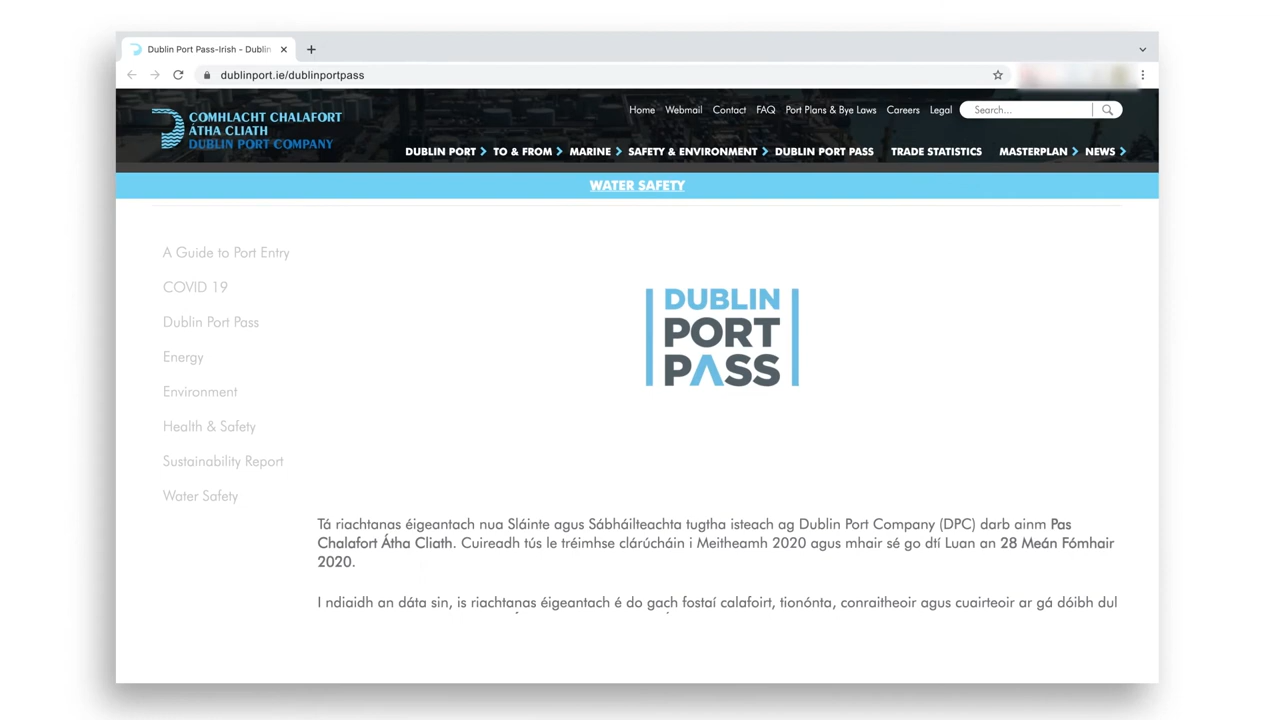 Dublin Port Pass-Irish - Dublin
dublinport.ie/dublinportpass
COMHLACHT CHALAFORT
ÁTHA CLIATH
DUBLIN PORT COMPANY
Home Webmail Contact FAQ Port Plans & Bye Laws Careers Legal Search...
DUBLIN PORT TO & FROM MARINE SAFETY & ENVIRONMENT DUBLIN PORT PASS TRADE STATISTICS MASTERPLAN NEWS
WATER SAFETY
A Guide to Port Entry
COVID 19
Dublin Port Pass
Energy
Environment
Health & Safety
Sustainability Report
Water Safety
DUBLIN
PORT
PASS
Tá riachtanas éigeantach nua Sláinte agus Sábháilteachta tugtha isteach ag Dublin Port Company (DPC) darb ainm Pas
Chalafort Átha Cliath. Cuireadh tús le tréimhse clárúcháin i Meitheamh 2020 agus mhair sé go dtí Luan an 28 Meán Fómhair
2020.
I ndiaidh an dáta sin, is riachtanas éigeantach é do gach fostaí calafoirt, tionónta, conraitheoir agus cuairteoir ar gá dóibh dul